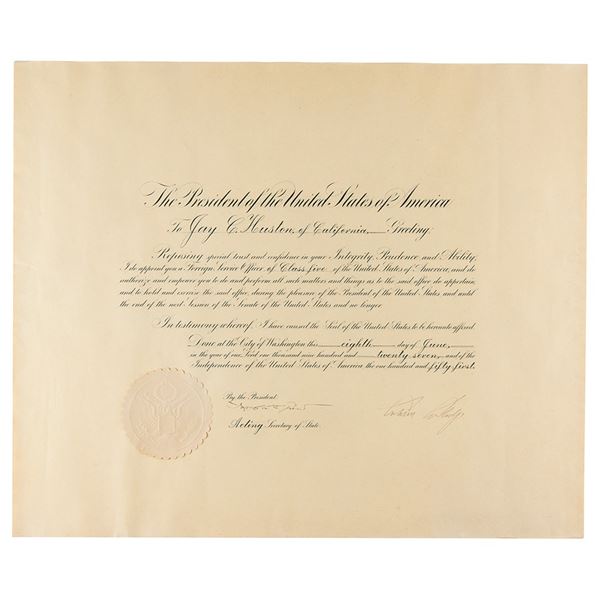 The President of the United States of America
To Jay C. Huston, of California, Greeting:
Reposing special trust and confidence in your Integrity, Prudence and Ability,
I do appoint you a Foreign Service Officer of Class five of the United States of America, and do
authorize and empower you to do and perform all such matters and things as to the said office do appertain,
and to hold and exercise the said office, during the pleasure of the President of the United States and until
the end of the next Session of the Senate of the United States and no longer.
In testimony whereof, I have caused the Seal of the United States to be hereunto affixed.
Done at the City of Washington this eighth day of June,
in the year of our Lord one thousand nine hundred and twenty seven, and of the
Independence of the United States of America the one hundred and fifty first.
By the President:
Calvin Coolidge
Acting Secretary of State.